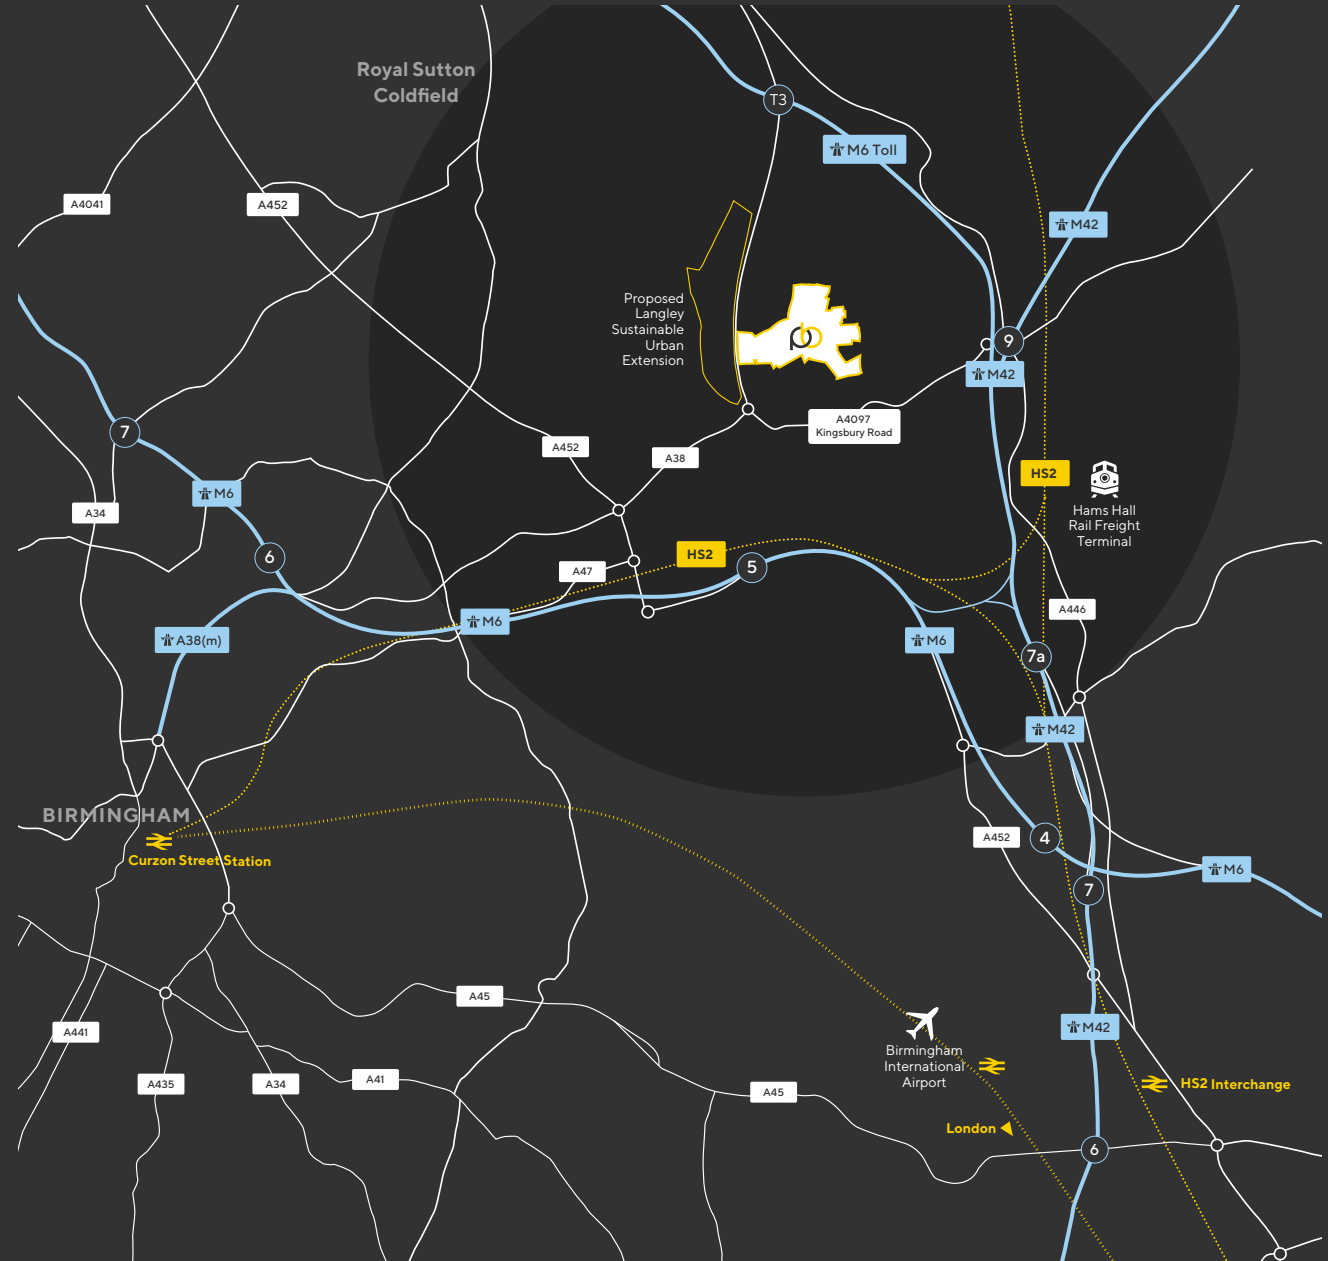 Royal Sutton
Coldfield
T3
M6 Toll
A4041
A452
M42
Proposed
Langley
Sustainable
Urban
Extension
pb
9
M42
A4097
Kingsbury Road
7
A452
A38
HS2
M6
A34
Hams Hall
Rail Freight
Terminal
6
HS2
5
A47
A446
M6
A38(m)
M6
7a
M42
BIRMINGHAM
Curzon Street Station
A452
4
M6
7
A45
A441
M42
Birmingham
International
Airport
A435
A34
A41
A45
HS2 Interchange
London
6